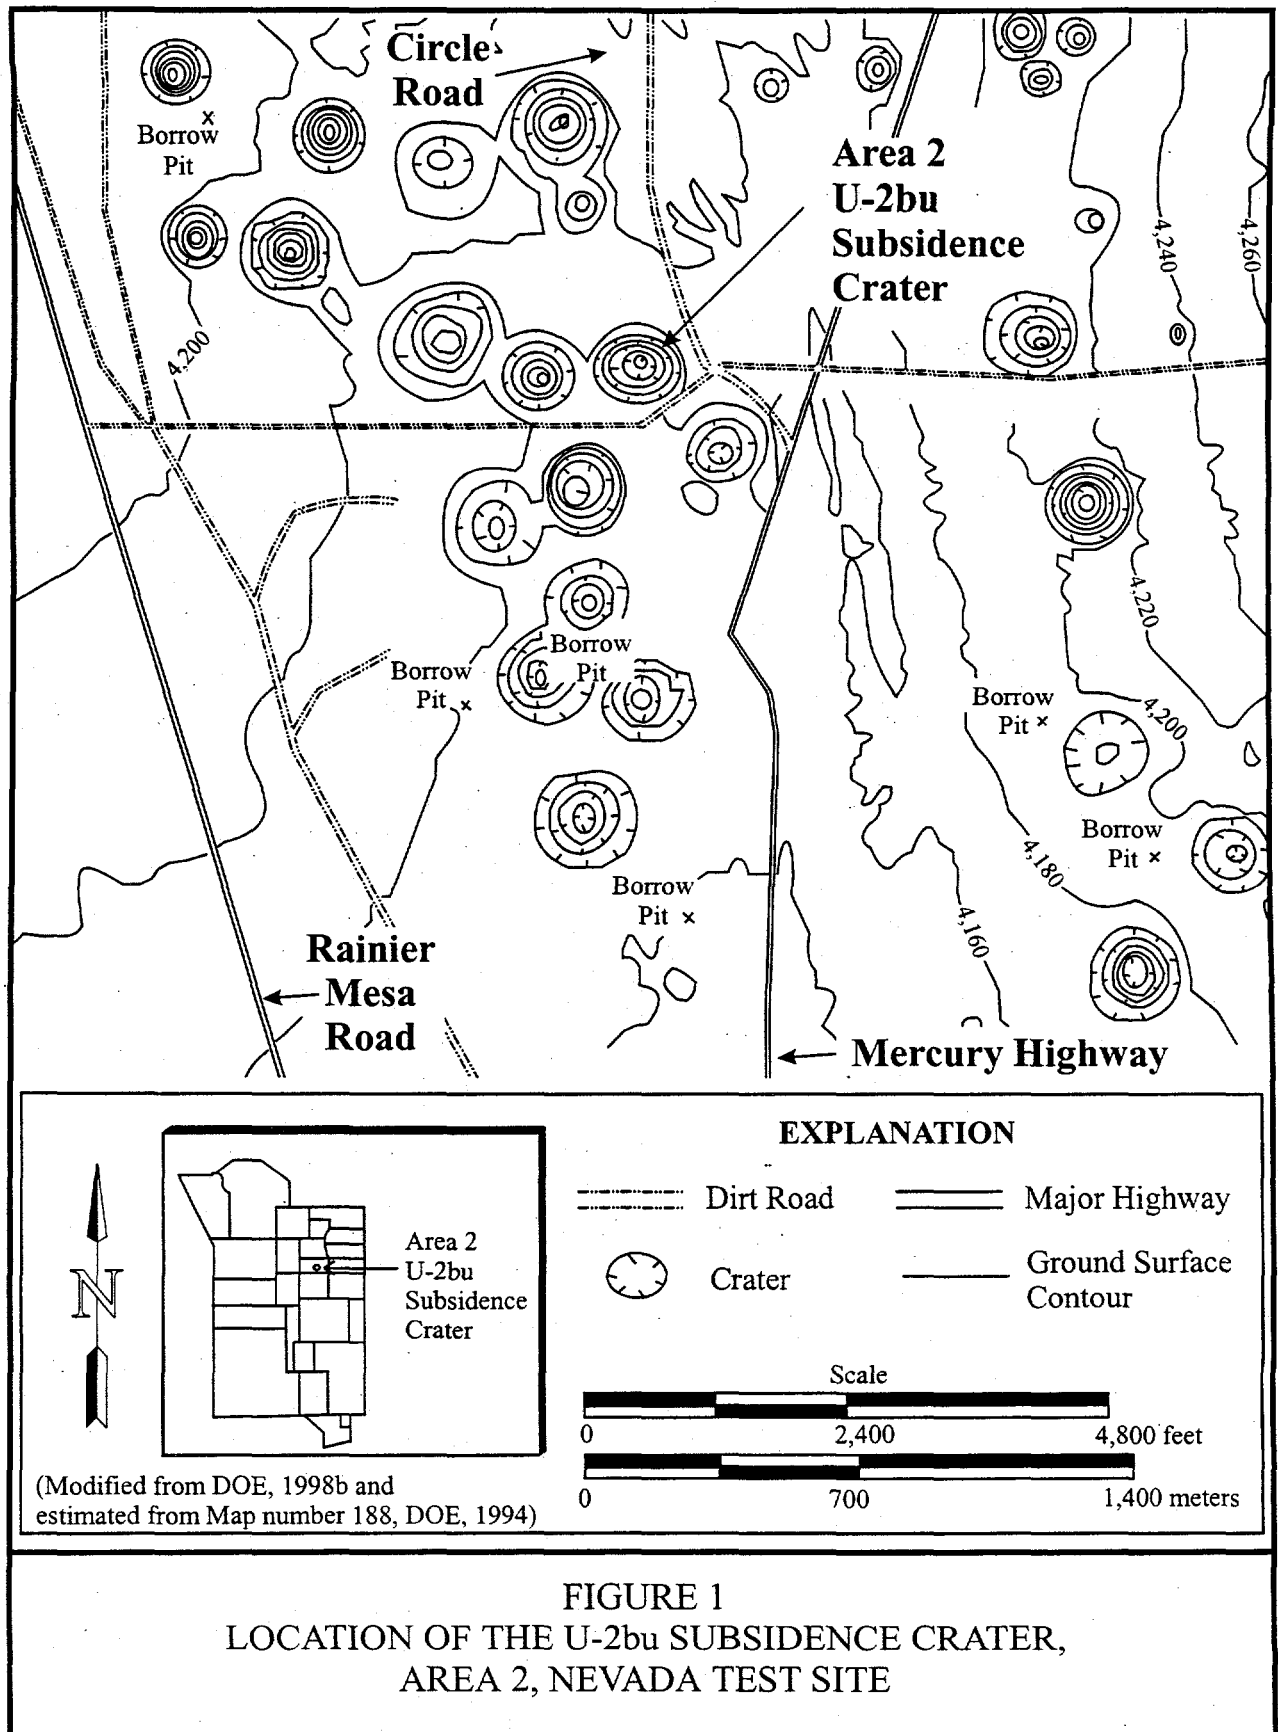 Circle
Road
Borrow
Pit
Area 2
U-2bu
Subsidence
Crater
4,240
4,260
4,200
4,220
Borrow
Pit
Borrow
Pit
Borrow
Pit
4,200
Borrow
Pit
4,180
Borrow
Pit
4,160
Rainier
Mesa
Road
Mercury Highway
EXPLANATION
Dirt Road
Major Highway
Crater
Ground Surface
Contour
N
Area 2
U-2bu
Subsidence
Crater
Scale
0 2,400 4,800 feet
0 700 1,400 meters
(Modified from DOE, 1998b and
estimated from Map number 188, DOE, 1994)
FIGURE 1
LOCATION OF THE U-2bu SUBSIDENCE CRATER,
AREA 2, NEVADA TEST SITE